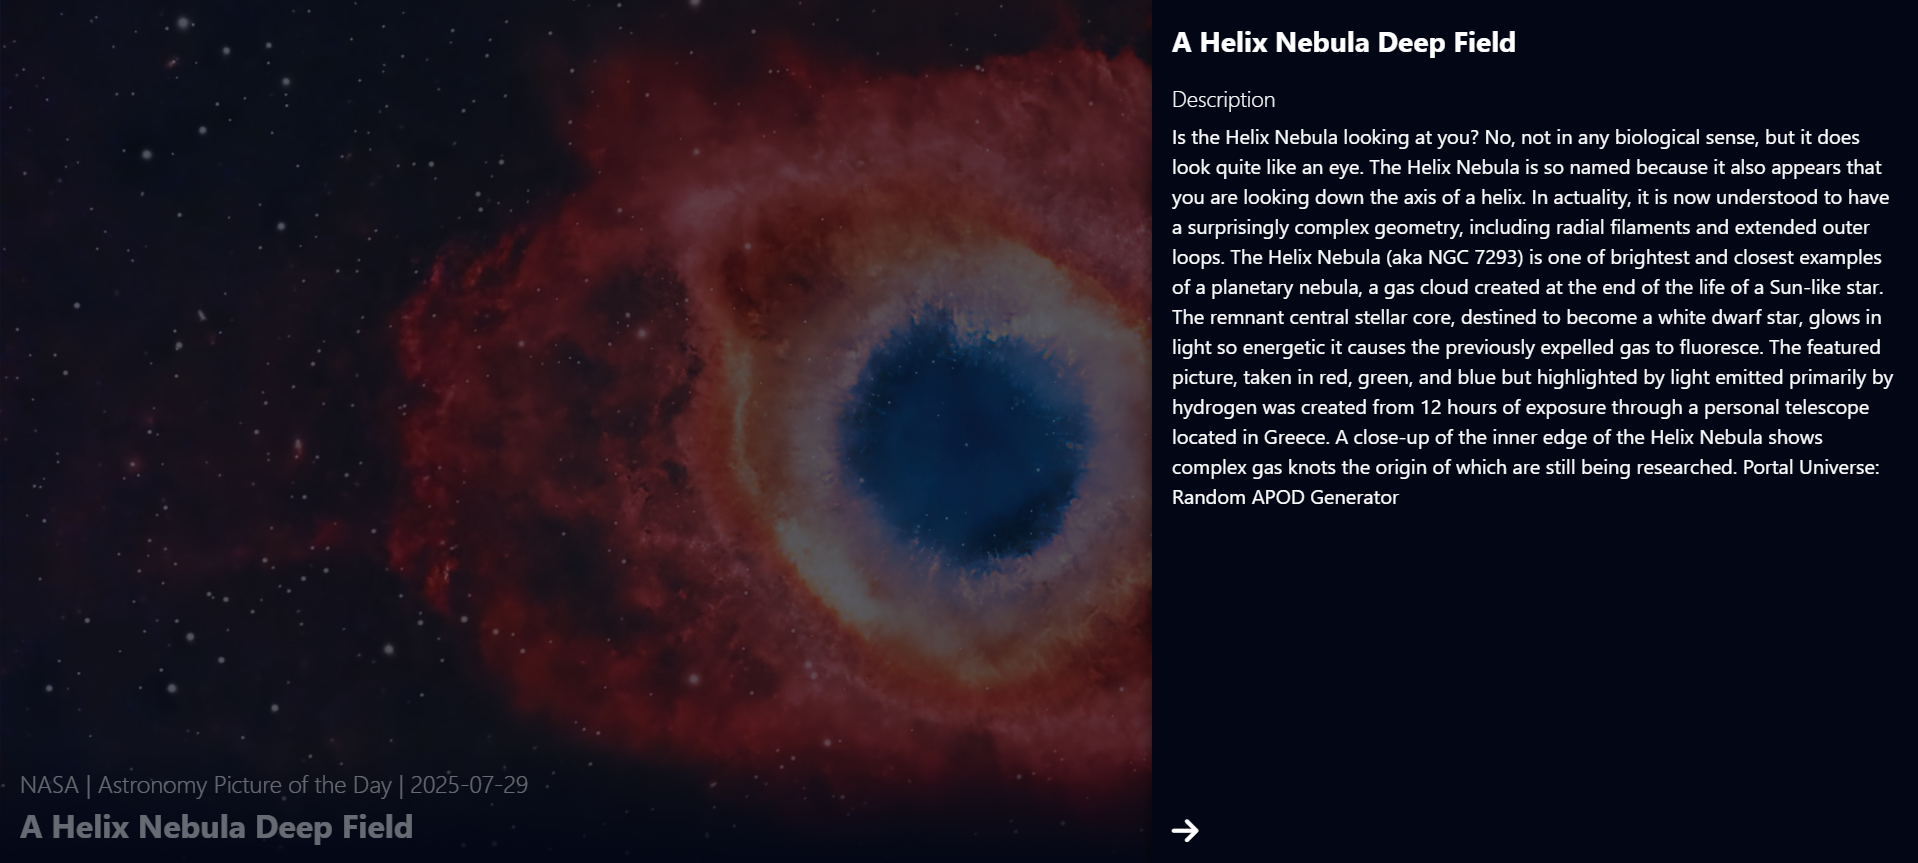 A Helix Nebula Deep Field
Description
Is the Helix Nebula looking at you? No, not in any biological sense, but it does
look quite like an eye. The Helix Nebula is so named because it also appears that
you are looking down the axis of a helix. In actuality, it is now understood to have
a surprisingly complex geometry, including radial filaments and extended outer
loops. The Helix Nebula (aka NGC 7293) is one of brightest and closest examples
of a planetary nebula, a gas cloud created at the end of the life of a Sun-like star.
The remnant central stellar core, destined to become a white dwarf star, glows in
light so energetic it causes the previously expelled gas to fluoresce. The featured
picture, taken in red, green, and blue but highlighted by light emitted primarily by
hydrogen was created from 12 hours of exposure through a personal telescope
located in Greece. A close-up of the inner edge of the Helix Nebula shows
complex gas knots the origin of which are still being researched. Portal Universe:
Random APOD Generator
NASA | Astronomy Picture of the Day | 2025-07-29
A Helix Nebula Deep Field